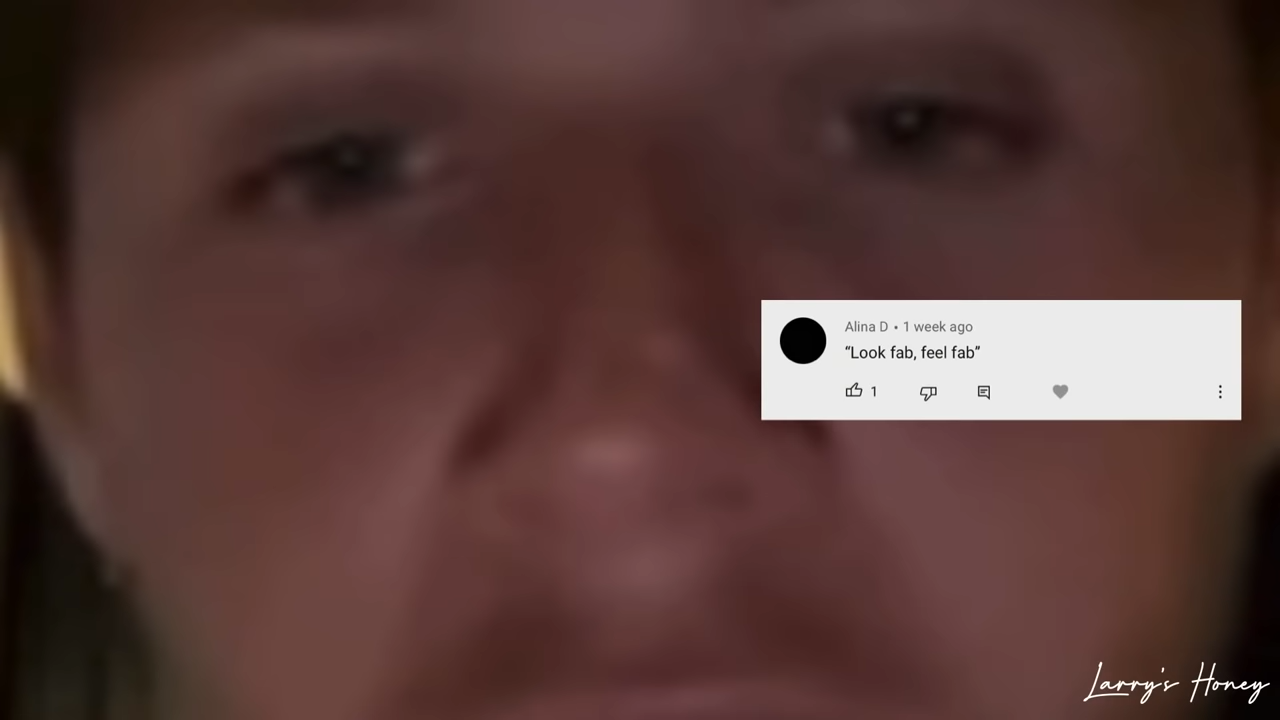 Alina D • 1 week ago
“Look fab, feel fab”
1
Larry's Honey